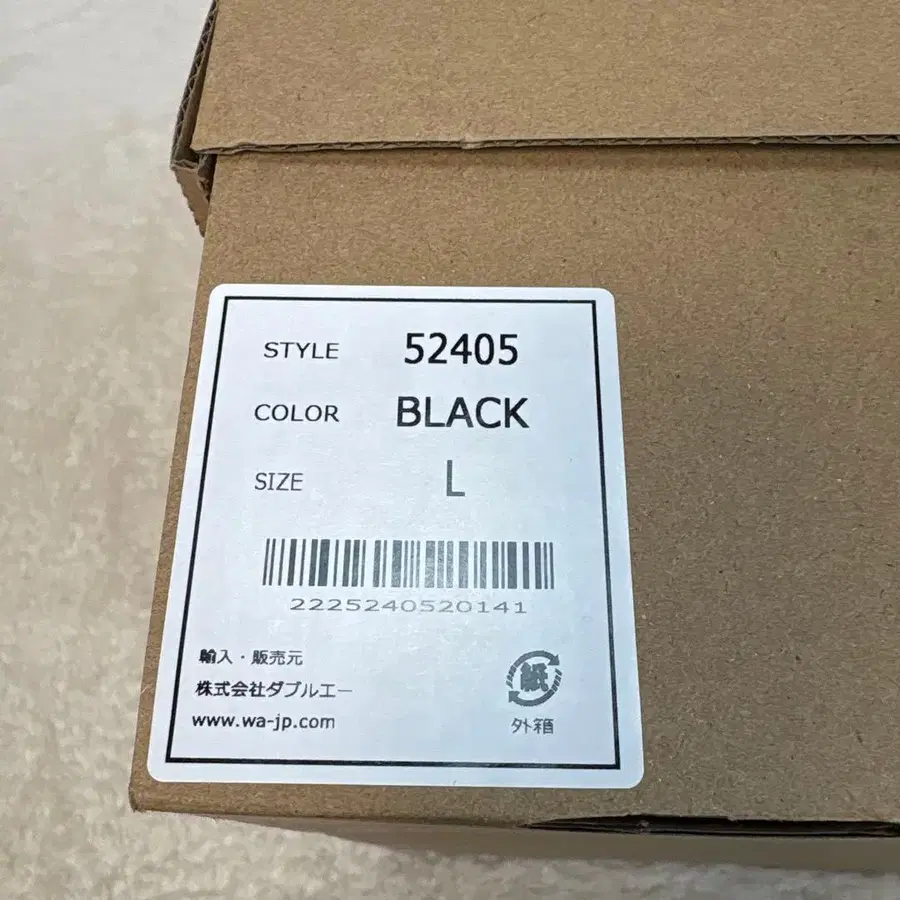 STYLE 52405
COLOR BLACK
SIZE L
2225240520141
輸入・販売元
株式会社ダブルエー
www.wa-jp.com
紙
外箱